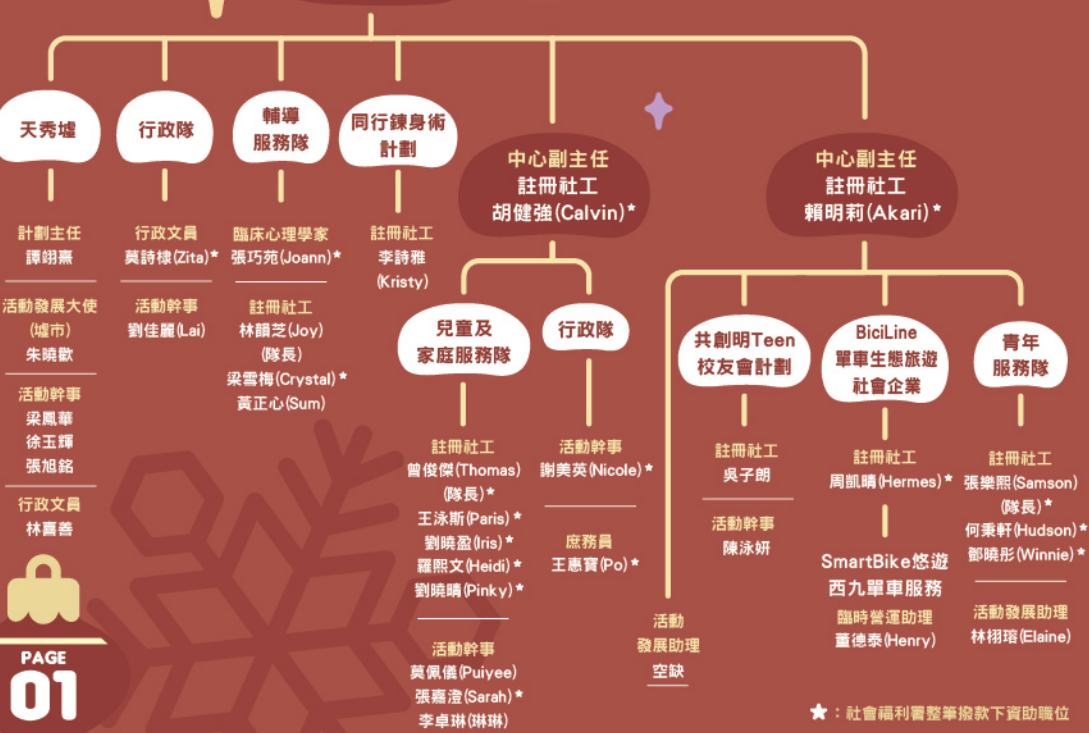 天秀墟
計劃主任
譚翊熹
活動發展大使
(墟市)
朱曉歡
活動幹事
梁鳳華
徐玉輝
張旭銘
行政文員
林喜善
行政隊
行政文員
莫詩棣(Zita)★
活動幹事
劉佳麗(Lai)
輔導
服務隊
臨床心理學家
張巧苑(Joann)★
註冊社工
林韻芝(Joy)
(隊長)
梁雪梅(Crystal)★
黃正心(Sum)
同行鍊身術
計劃
註冊社工
李詩雅
(Kristy)
中心副主任
註冊社工
胡健強(Calvin)★
兒童及
家庭服務隊
註冊社工
曾俊傑(Thomas)
(隊長)★
王泳斯(Paris)★
劉曉盈(Iris)★
羅熙文(Heidi)★
劉曉晴(Pinky)★
活動幹事
莫佩儀(Puiyee)
張嘉澄(Sarah)★
李卓琳(琳琳)
行政隊
活動幹事
謝美英(Nicole)★
庶務員
王惠寶(Po)★
中心副主任
註冊社工
賴明莉(Akari)★
活動
發展助理
空缺
共創明Teen
校友會計劃
註冊社工
吳子朗
活動幹事
陳泳妍
BiciLine
單車生態旅遊
社會企業
註冊社工
周凱晴(Hermes)★
SmartBike悠遊
西九單車服務
臨時營運助理
董德泰(Henry)
青年
服務隊
註冊社工
張樂熙(Samson)
(隊長)★
何秉軒(Hudson)★
鄧曉彤(Winnie)★
活動發展助理
林栩瑢(Elaine)
★：社會福利署整筆撥款下資助職位
PAGE
01